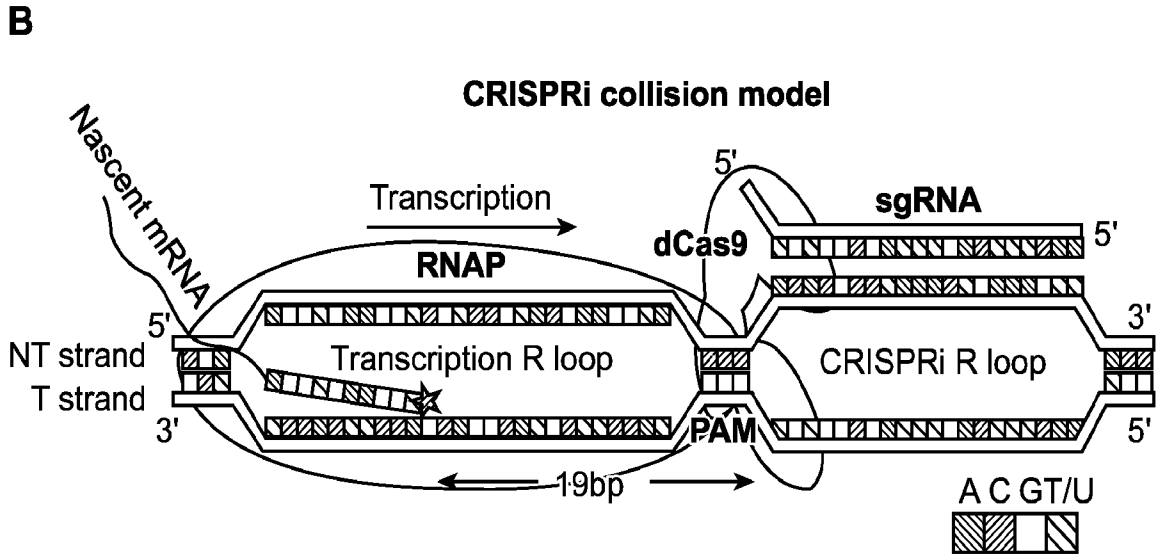 B
CRISPRi collision model
Nascent mRNA
Transcription
RNAP
5'
dCas9
sgRNA
5'
5'
3'
NT strand
Transcription R loop
CRISPRi R loop
T strand
3'
PAM
5'
19bp
A C GT/U